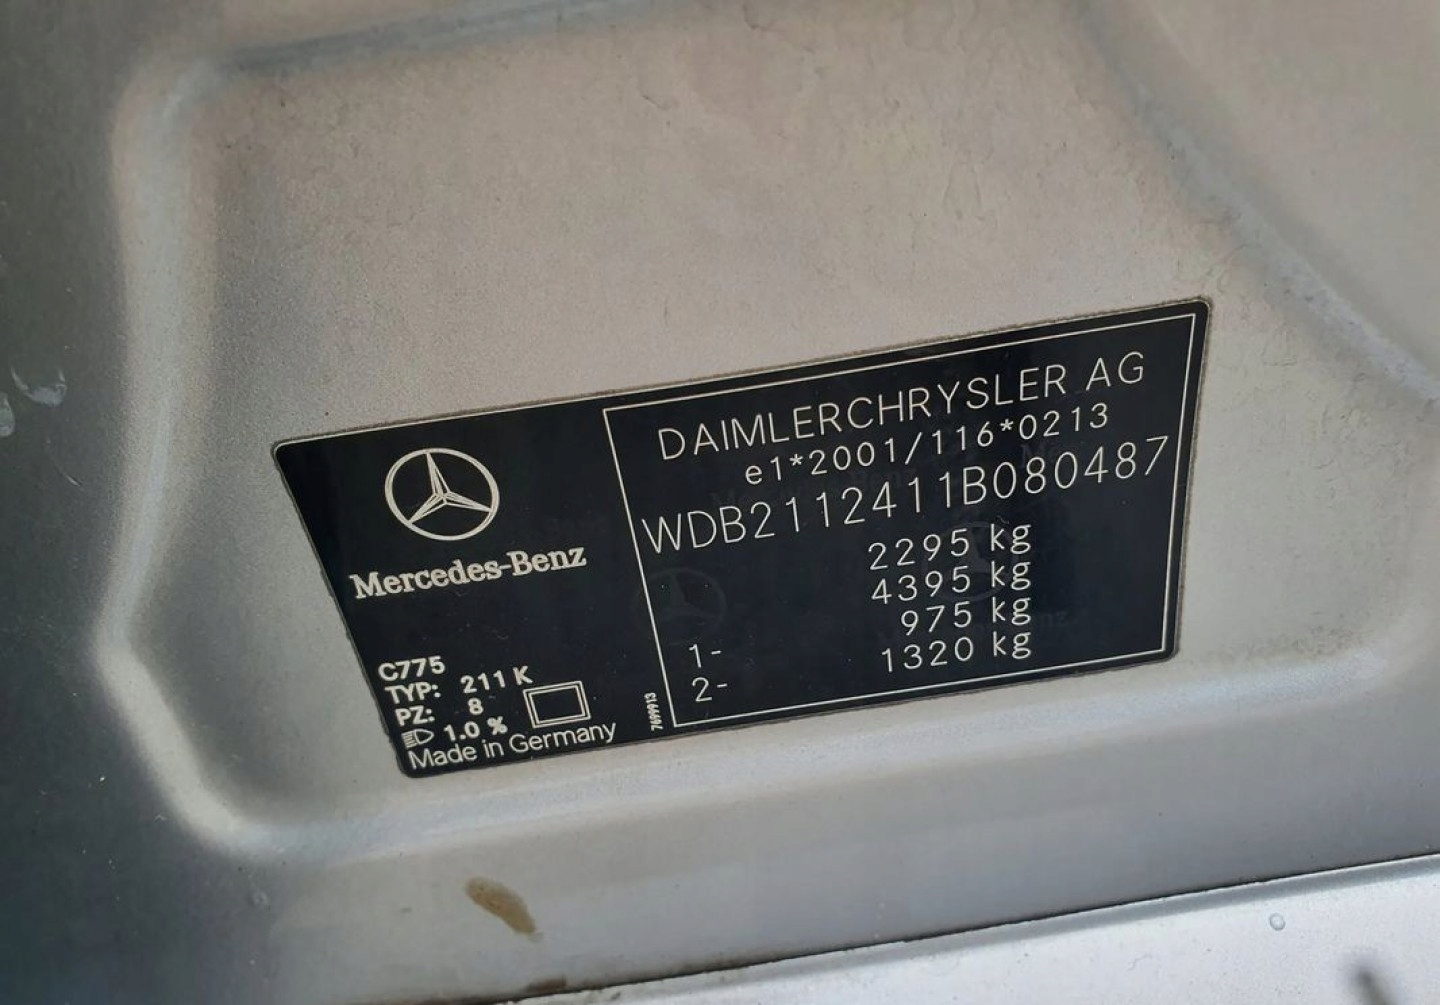 Mercedes-Benz
C775
TYP: 211 K
PZ: 8
1.0 %
Made in Germany
7699913
DAIMLERCHRYSLER AG
e1*2001/116*0213
WDB2112411B080487
2295 kg
4395 kg
1- 975 kg
2- 1320 kg